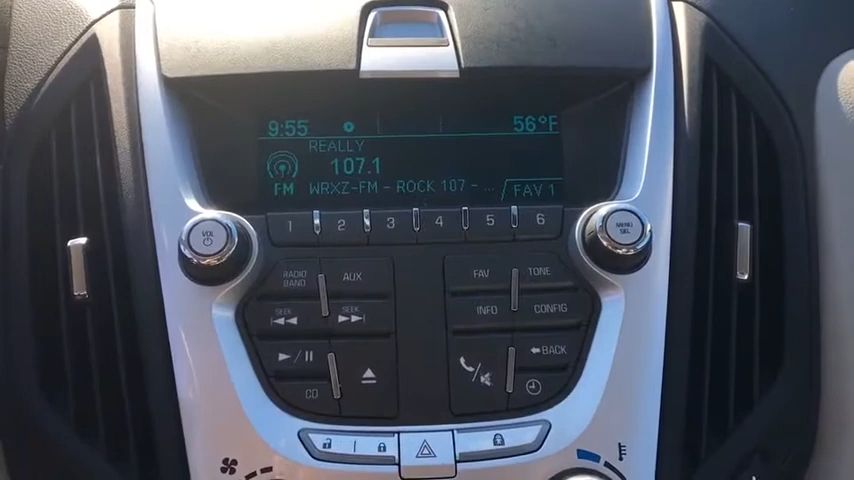 9:55 56°F
REALLY
107.1
FM WRXZ-FM - ROCK 107 - ... FAV 1
VOL
1 2 3 4 5 6
MENU
SEL
RADIO
BAND AUX FAV TONE
SEEK SEEK INFO CONFIG
BACK
CD